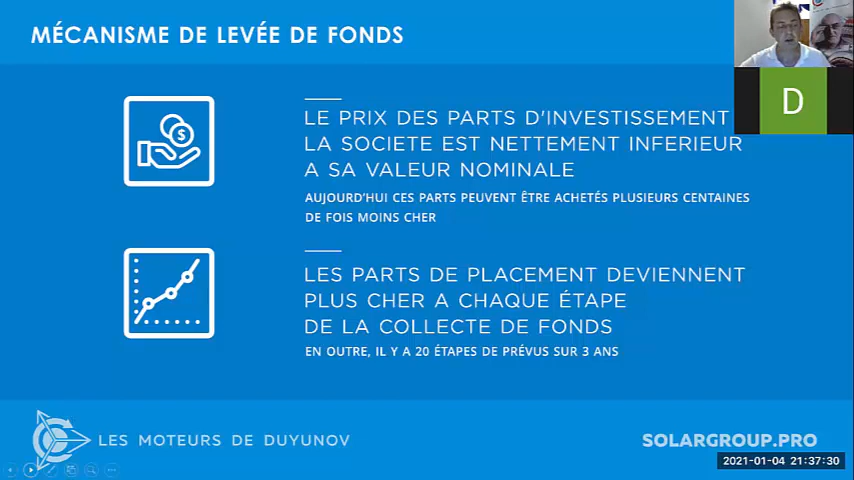 MÉCANISME DE LEVÉE DE FONDS
D
LE PRIX DES PARTS D'INVESTISSEMENT
LA SOCIETE EST NETTEMENT INFERIEUR
A SA VALEUR NOMINALE
AUJOURD'HUI CES PARTS PEUVENT ÊTRE ACHETÉS PLUSIEURS CENTAINES
DE FOIS MOINS CHER
LES PARTS DE PLACEMENT DEVIENNENT
PLUS CHER A CHAQUE ÉTAPE
DE LA COLLECTE DE FONDS
EN OUTRE, IL Y A 20 ÉTAPES DE PRÉVUS SUR 3 ANS
LES MOTEURS DE DUYUNOV
SOLARGROUP.PRO
2021-01-04 21:37:30